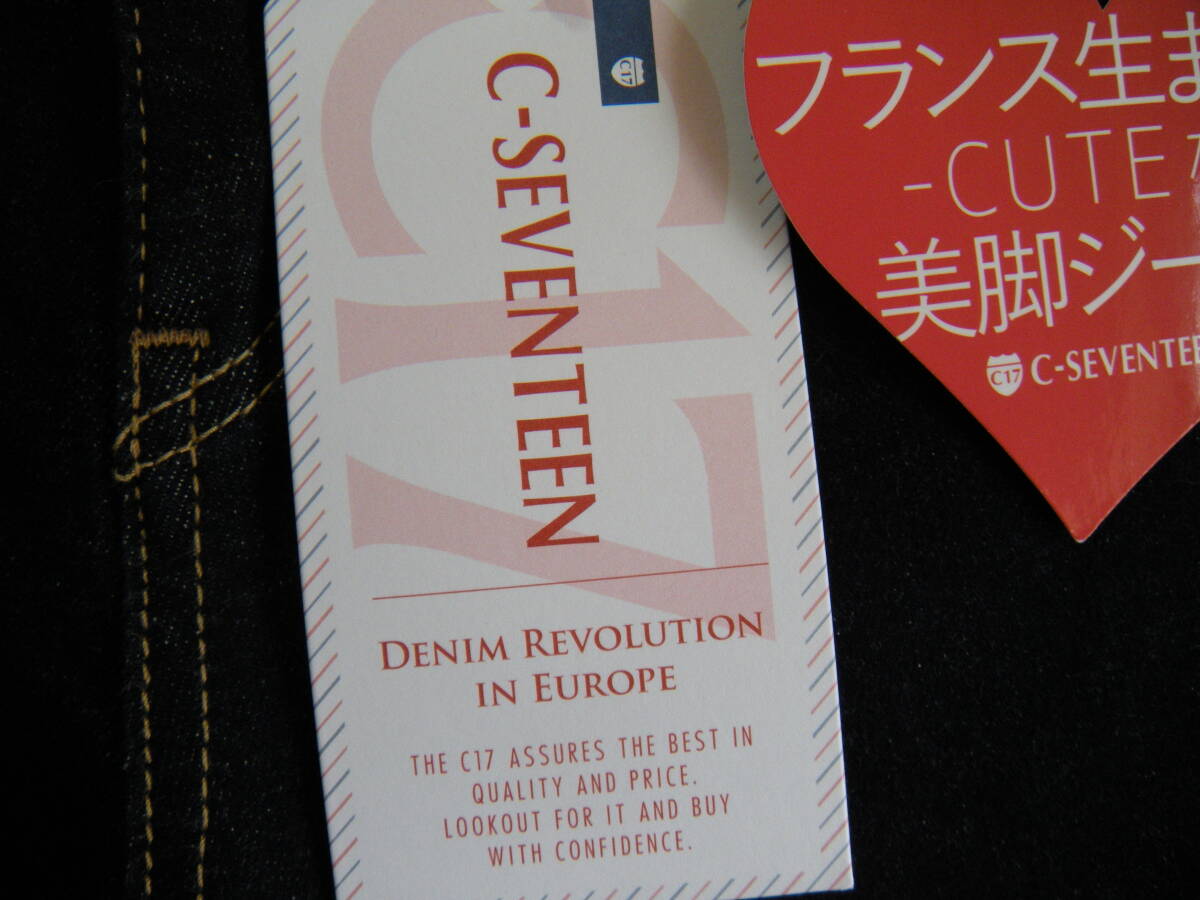 C17
C-SEVENTEEN
C17
DENIM REVOLUTION
IN EUROPE
THE C17 ASSURES THE BEST IN
QUALITY AND PRICE.
LOOKOUT FOR IT AND BUY
WITH CONFIDENCE.
フランス生ま
-CUTE
美脚ジー
C17 C-SEVENTEE